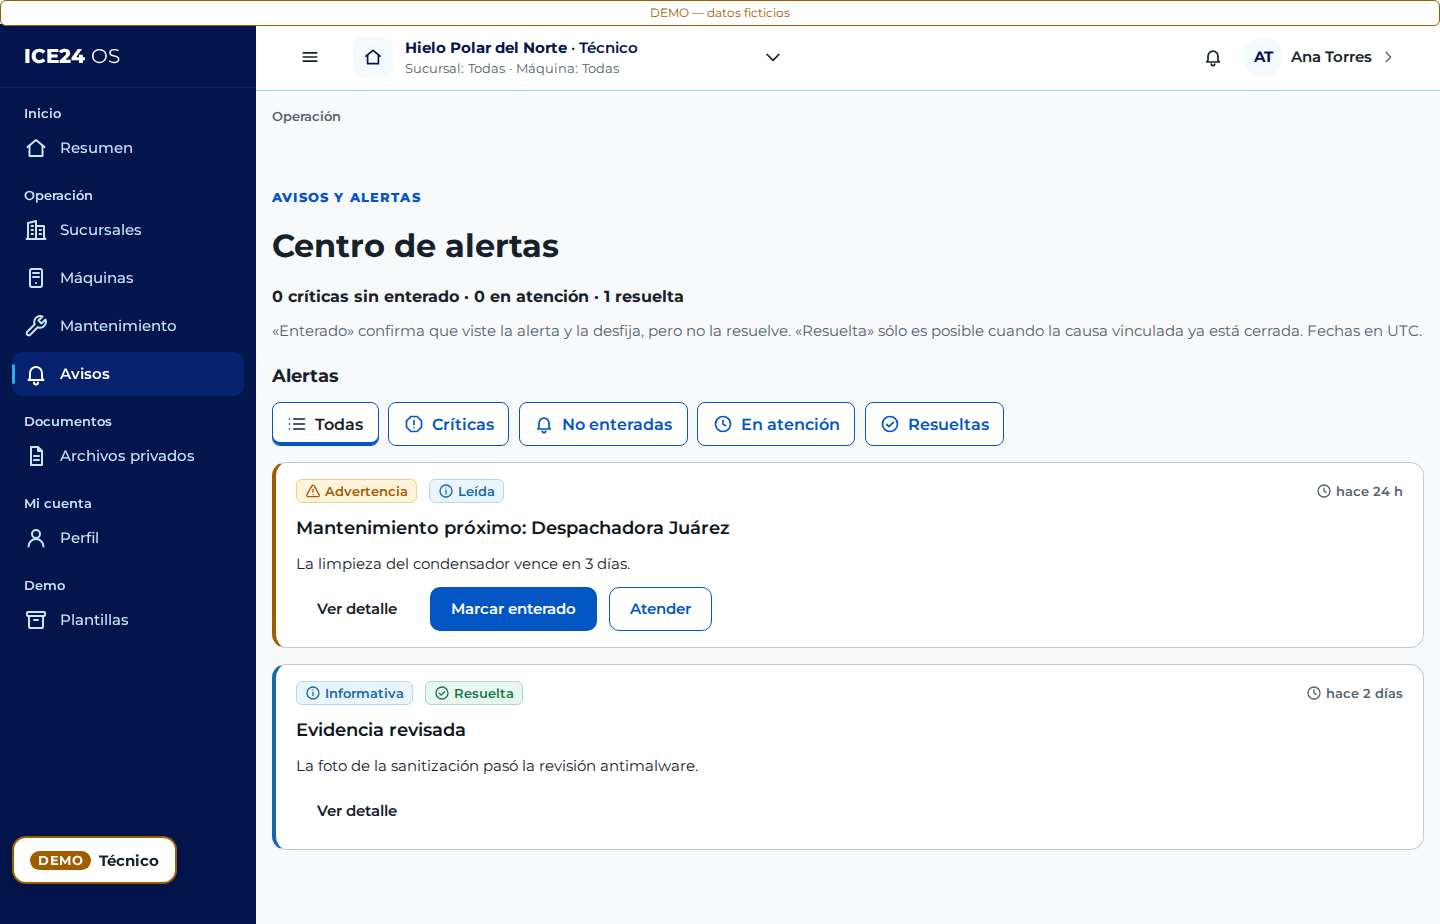 DEMO — datos ficticios
ICE24 OS
Inicio
Resumen
Operación
Sucursales
Máquinas
Mantenimiento
Avisos
Documentos
Archivos privados
Mi cuenta
Perfil
Demo
Plantillas
DEMO Técnico
Hielo Polar del Norte · Técnico
Sucursal: Todas · Máquina: Todas
AT Ana Torres
Operación
AVISOS Y ALERTAS
Centro de alertas
0 críticas sin enterado · 0 en atención · 1 resuelta
«Enterado» confirma que viste la alerta y la desfija, pero no la resuelve. «Resuelta» sólo es posible cuando la causa vinculada ya está cerrada. Fechas en UTC.
Alertas
Todas Críticas No enteradas En atención Resueltas
Advertencia Leída hace 24 h
Mantenimiento próximo: Despachadora Juárez
La limpieza del condensador vence en 3 días.
Ver detalle Marcar enterado Atender
Informativa Resuelta hace 2 días
Evidencia revisada
La foto de la sanitización pasó la revisión antimalware.
Ver detalle